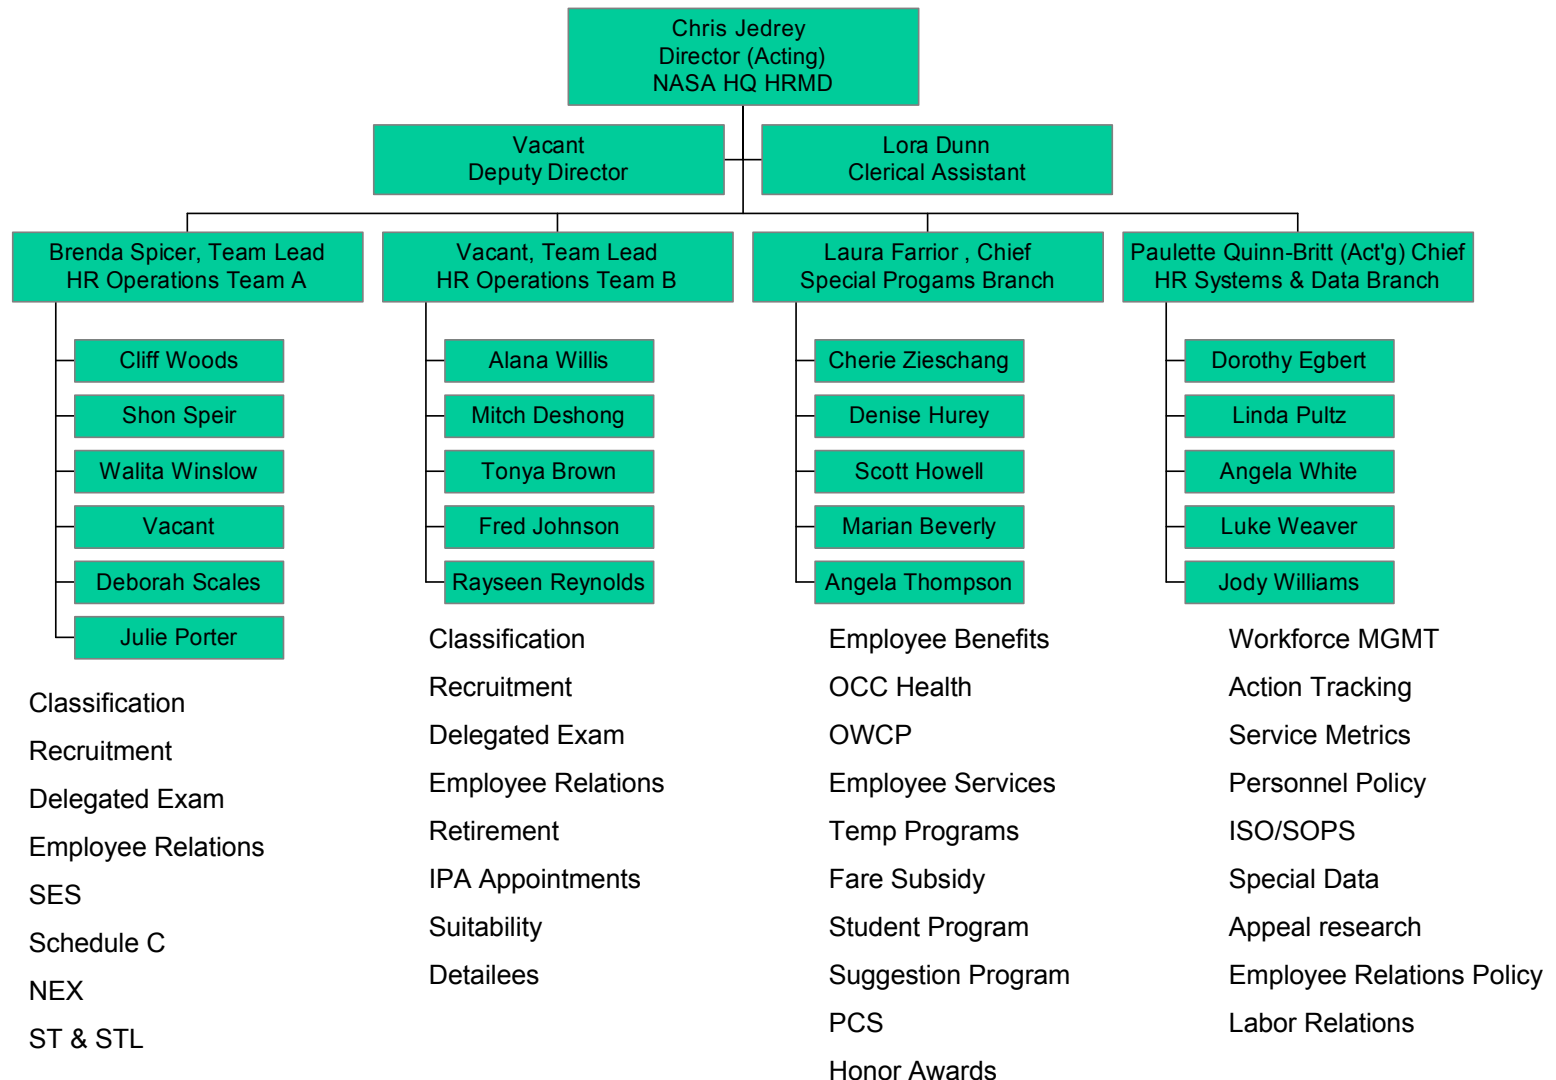 Chris Jedrey
Director (Acting)
NASA HQ HRMD
Vacant
Deputy Director
Lora Dunn
Clerical Assistant
Brenda Spicer, Team Lead
HR Operations Team A
Cliff Woods
Shon Speir
Walita Winslow
Vacant
Deborah Scales
Julie Porter
Classification
Recruitment
Delegated Exam
Employee Relations
SES
Schedule C
NEX
ST & STL
Vacant, Team Lead
HR Operations Team B
Alana Willis
Mitch Deshong
Tonya Brown
Fred Johnson
Rayseen Reynolds
Classification
Recruitment
Delegated Exam
Employee Relations
Retirement
IPA Appointments
Suitability
Detailees
Laura Farrior , Chief
Special Progams Branch
Cherie Zieschang
Denise Hurey
Scott Howell
Marian Beverly
Angela Thompson
Employee Benefits
OCC Health
OWCP
Employee Services
Temp Programs
Fare Subsidy
Student Program
Suggestion Program
PCS
Honor Awards
Paulette Quinn-Britt (Act'g) Chief
HR Systems & Data Branch
Dorothy Egbert
Linda Pultz
Angela White
Luke Weaver
Jody Williams
Workforce MGMT
Action Tracking
Service Metrics
Personnel Policy
ISO/SOPS
Special Data
Appeal research
Employee Relations Policy
Labor Relations